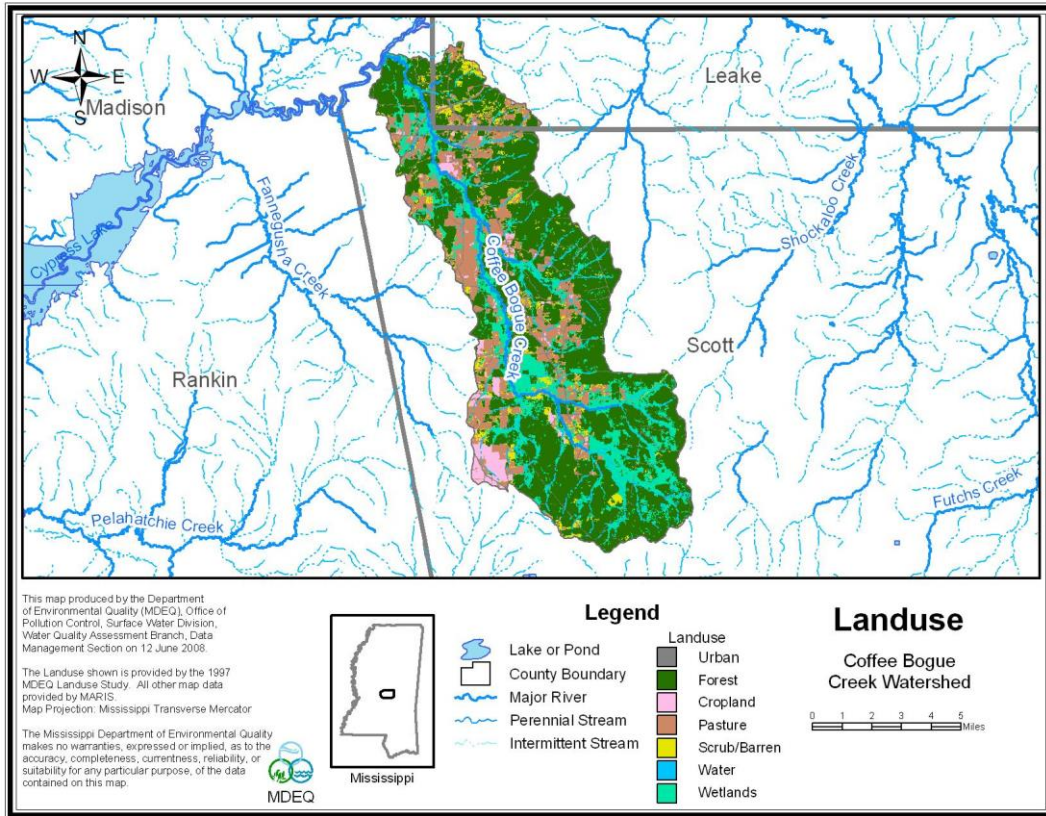 N
W E
S
Madison
Leake
Cypress Lake
Fannegusha Creek
Coffee Bogue Creek
Shockaloo Creek
Scott
Rankin
Pelahatchie Creek
Futchs Creek
This map produced by the Department
of Environmental Quality (MDEQ), Office of
Pollution Control, Surface Water Division,
Water Quality Assessment Branch, Data
Management Section on 12 June 2008.
The Landuse shown is provided by the 1997
MDEQ Landuse Study. All other map data
provided by MARIS.
Map Projection: Mississippi Transverse Mercator
The Mississippi Department of Environmental Quality
makes no warranties, expressed or implied, as to the
accuracy, completeness, currentness, reliability, or
suitability for any particular purpose, of the data
contained on this map.
MDEQ
Mississippi
Legend
Lake or Pond
County Boundary
Major River
Perennial Stream
Intermittent Stream
Landuse
Urban
Forest
Cropland
Pasture
Scrub/Barren
Water
Wetlands
Landuse
Coffee Bogue
Creek Watershed
0 1 2 3 4 5
Miles